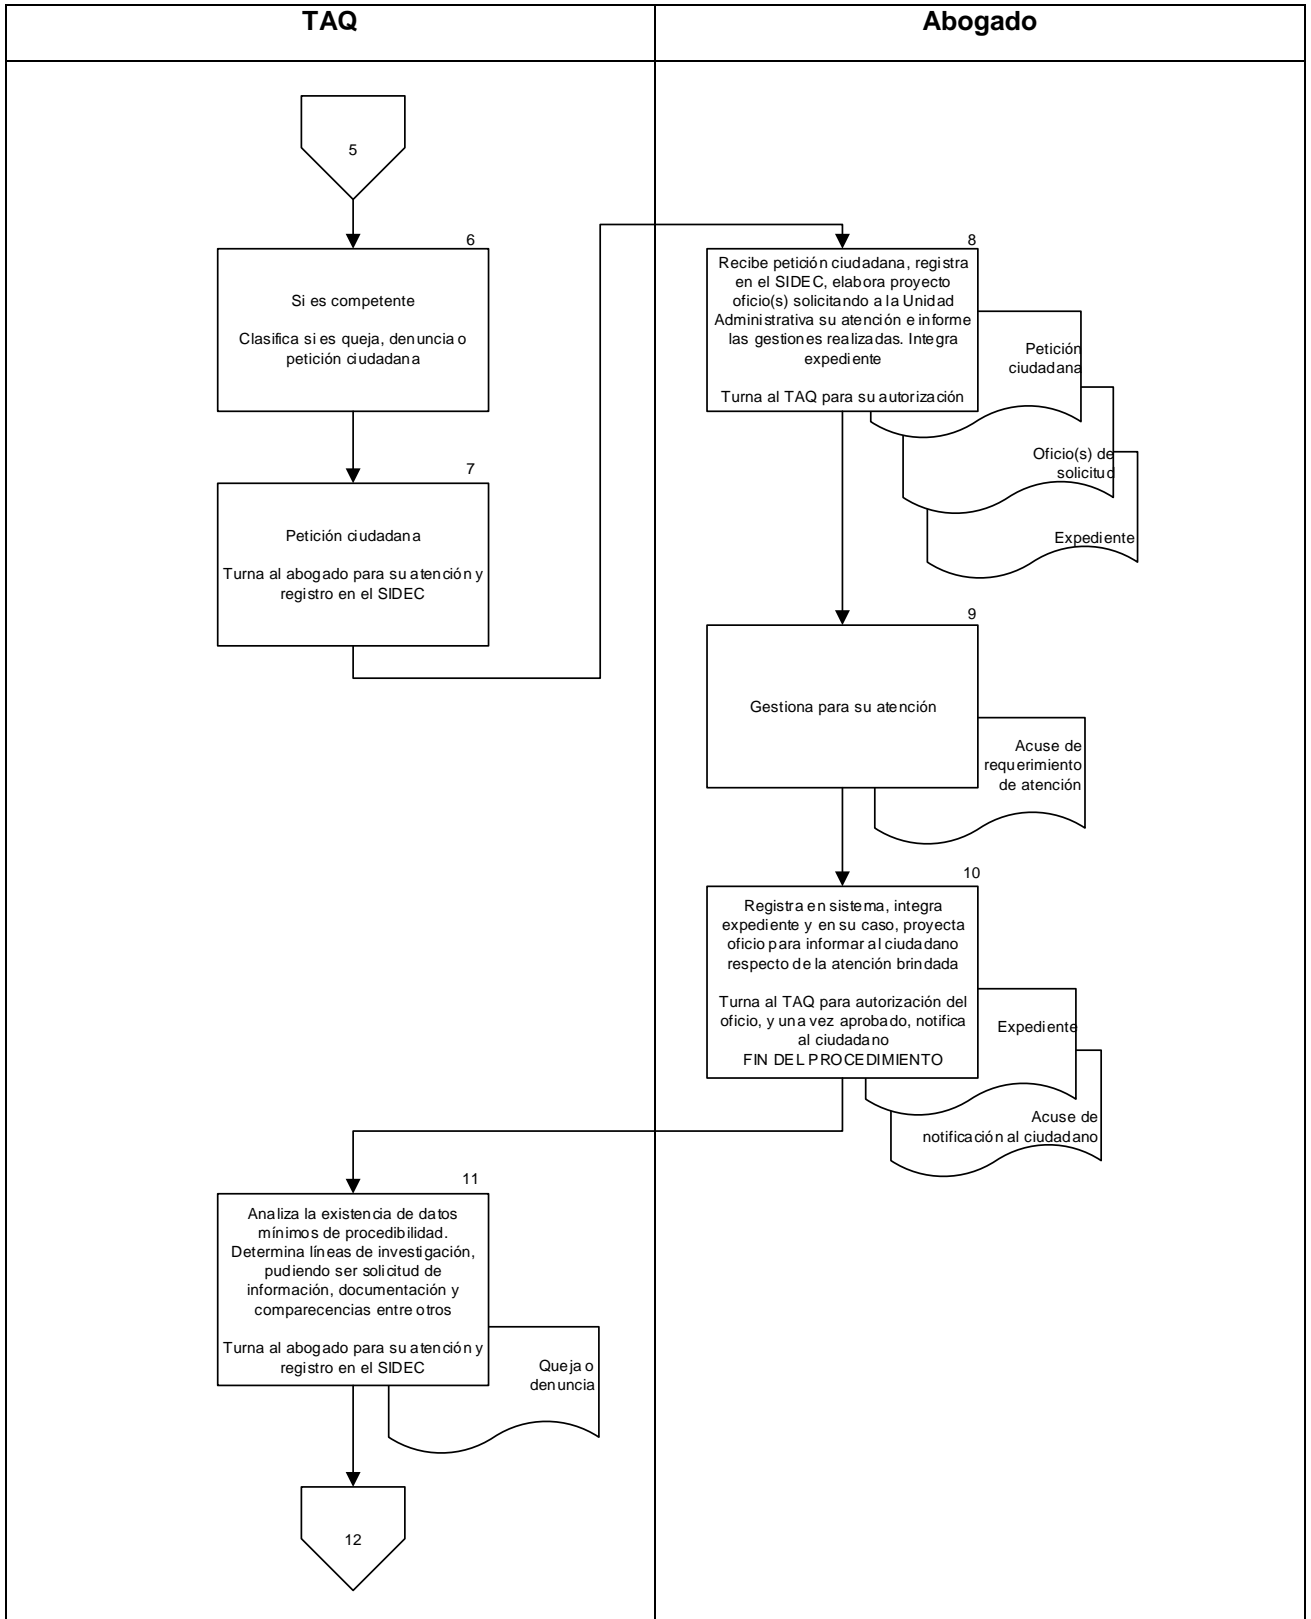 TAQ
Abogado
5
6
Si es competente
Clasifica si es queja, denuncia o
petición ciudadana
7
Petición ciudadana
Turna al abogado para su atención y
registro en el SIDEC
8
Recibe petición ciudadana, registra
en el SIDEC, elabora proyecto
oficio(s) solicitando a la Unidad
Administrativa su atención e informe
las gestiones realizadas. Integra
expediente
Turna al TAQ para su autorización
Petición
ciudadana
Oficio(s) de
solicitud
Expediente
9
Gestiona para su atención
Acuse de
requerimiento
de atención
10
Registra en sistema, integra
expediente y en su caso, proyecta
oficio para informar al ciudadano
respecto de la atención brindada
Turna al TAQ para autorización del
oficio, y una vez aprobado, notifica
al ciudadano
FIN DEL PROCEDIMIENTO
Expediente
Acuse de
notificación al ciudadano
11
Analiza la existencia de datos
mínimos de procedibilidad.
Determina líneas de investigación,
pudiendo ser solicitud de
información, documentación y
comparecencias entre otros
Turna al abogado para su atención y
registro en el SIDEC
Queja o
denuncia
12